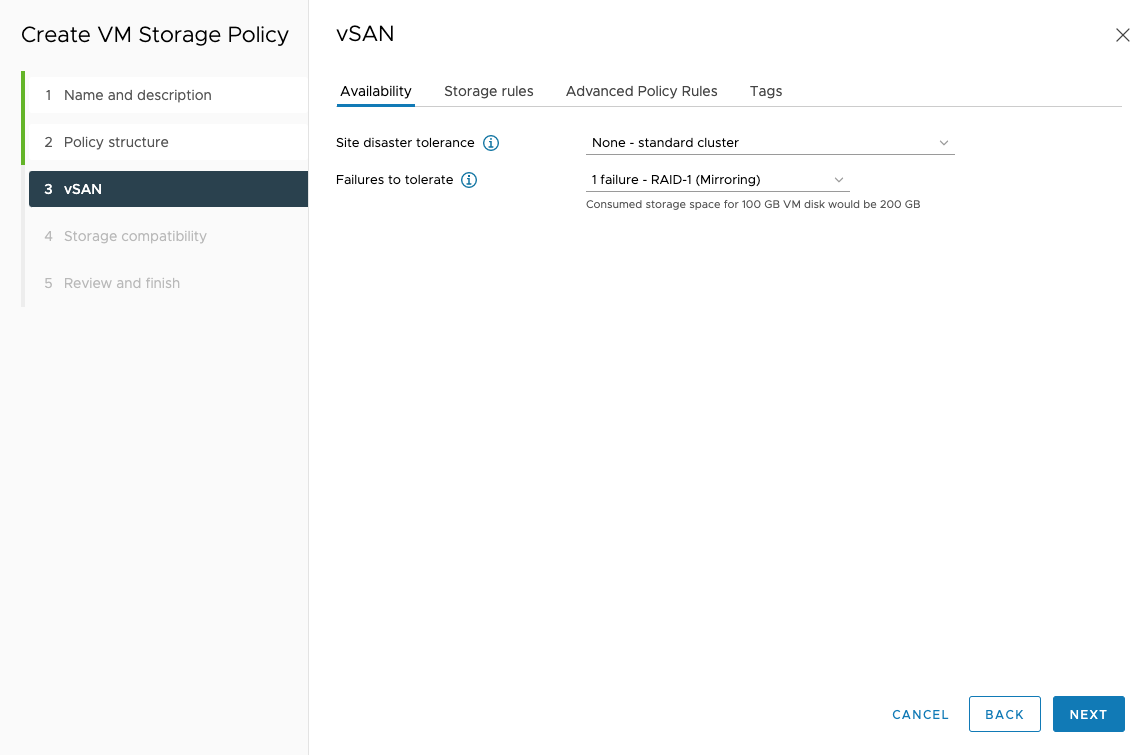 Create VM Storage Policy
1 Name and description
2 Policy structure
3 vSAN
4 Storage compatibility
5 Review and finish
vSAN
Availability Storage rules Advanced Policy Rules Tags
Site disaster tolerance None - standard cluster
Failures to tolerate 1 failure - RAID-1 (Mirroring)
Consumed storage space for 100 GB VM disk would be 200 GB
CANCEL BACK NEXT